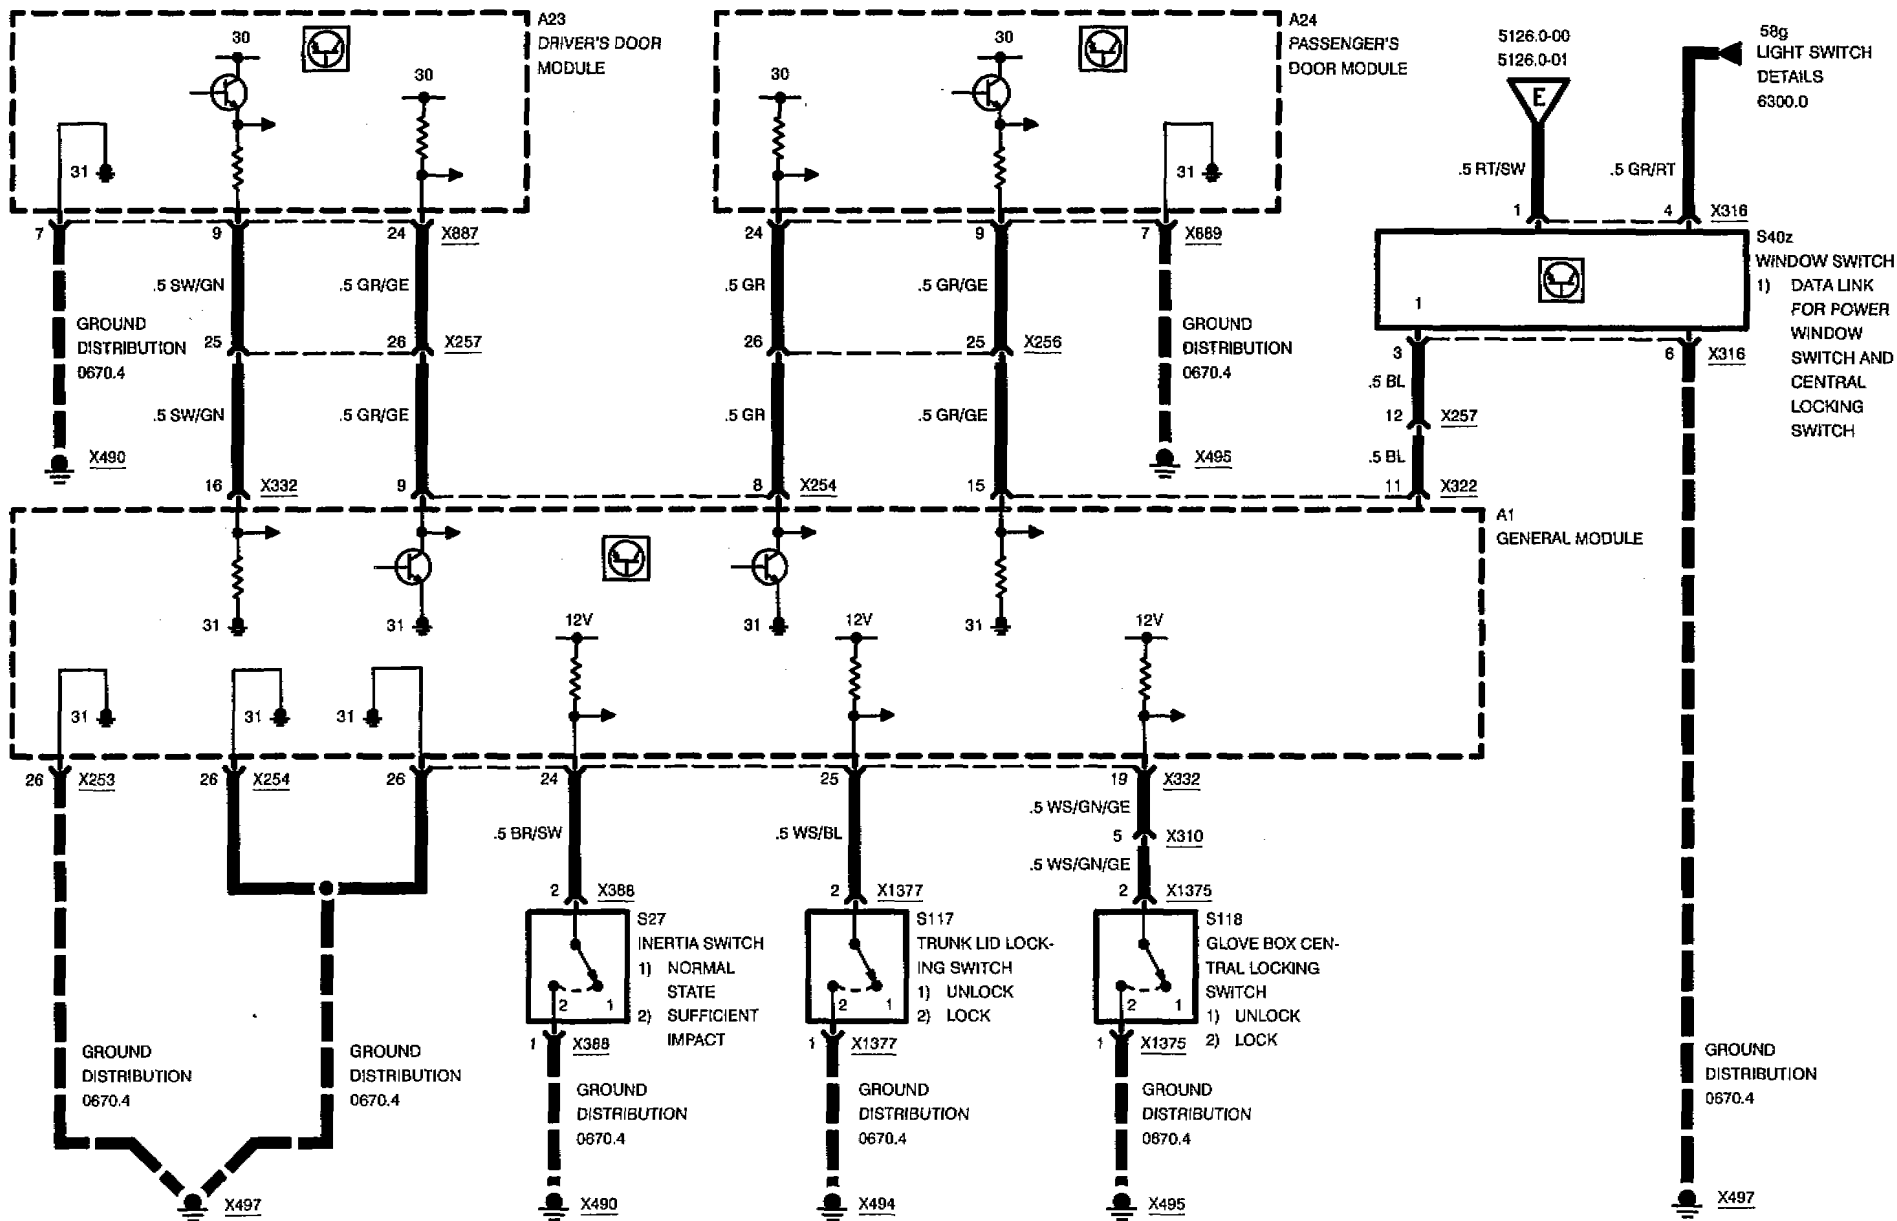 A23
DRIVER'S DOOR
MODULE
30
30
31
A24
PASSENGER'S
DOOR MODULE
30
30
31
5126.0-00
5126.0-01
E
58g
LIGHT SWITCH
DETAILS
6300.0
.5 RT/SW
.5 GR/RT
1
4
X316
7
9
24
X887
24
9
7
X889
S40z
WINDOW SWITCH
1) DATA LINK
FOR POWER
WINDOW
SWITCH AND
CENTRAL
LOCKING
SWITCH
1
.5 SW/GN
.5 GR/GE
.5 GR
.5 GR/GE
GROUND
DISTRIBUTION
0670.4
GROUND
DISTRIBUTION
0670.4
25
26
X257
26
25
X256
3
6
X316
.5 BL
12
X257
.5 BL
.5 SW/GN
.5 GR/GE
.5 GR
.5 GR/GE
X490
X495
16
X332
9
8
X254
15
11
X322
A1
GENERAL MODULE
31
31
31
31
12V
12V
12V
31
31
31
26
X253
26
X254
26
24
25
19
X332
.5 BR/SW
.5 WS/BL
.5 WS/GN/GE
5
X310
.5 WS/GN/GE
2
X388
2
X1377
2
X1375
S27
INERTIA SWITCH
1) NORMAL
STATE
2) SUFFICIENT
IMPACT
2
1
S117
TRUNK LID LOCK-
ING SWITCH
1) UNLOCK
2) LOCK
2
1
S118
GLOVE BOX CEN-
TRAL LOCKING
SWITCH
1) UNLOCK
2) LOCK
2
1
1
X388
1
X1377
1
X1375
GROUND
DISTRIBUTION
0670.4
GROUND
DISTRIBUTION
0670.4
GROUND
DISTRIBUTION
0670.4
GROUND
DISTRIBUTION
0670.4
GROUND
DISTRIBUTION
0670.4
GROUND
DISTRIBUTION
0670.4
X497
X490
X494
X495
X497